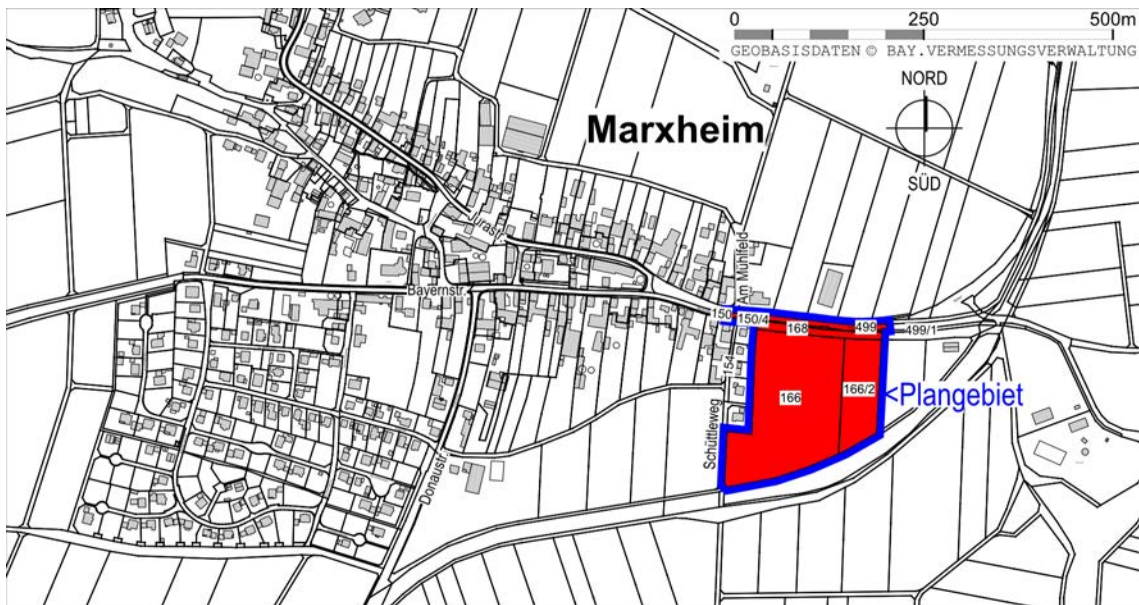 0 250 500m
GEOBASISDATEN © BAY.VERMESSUNGSVERWALTUNG
NORD
Marxheim
SÜD
Jurastr.
Am Mühlfeld
Bayernstr.
150
150/4
168
499
499/1
154
166
166/2
<Plangebiet
Schüttleweg
Donaustr.